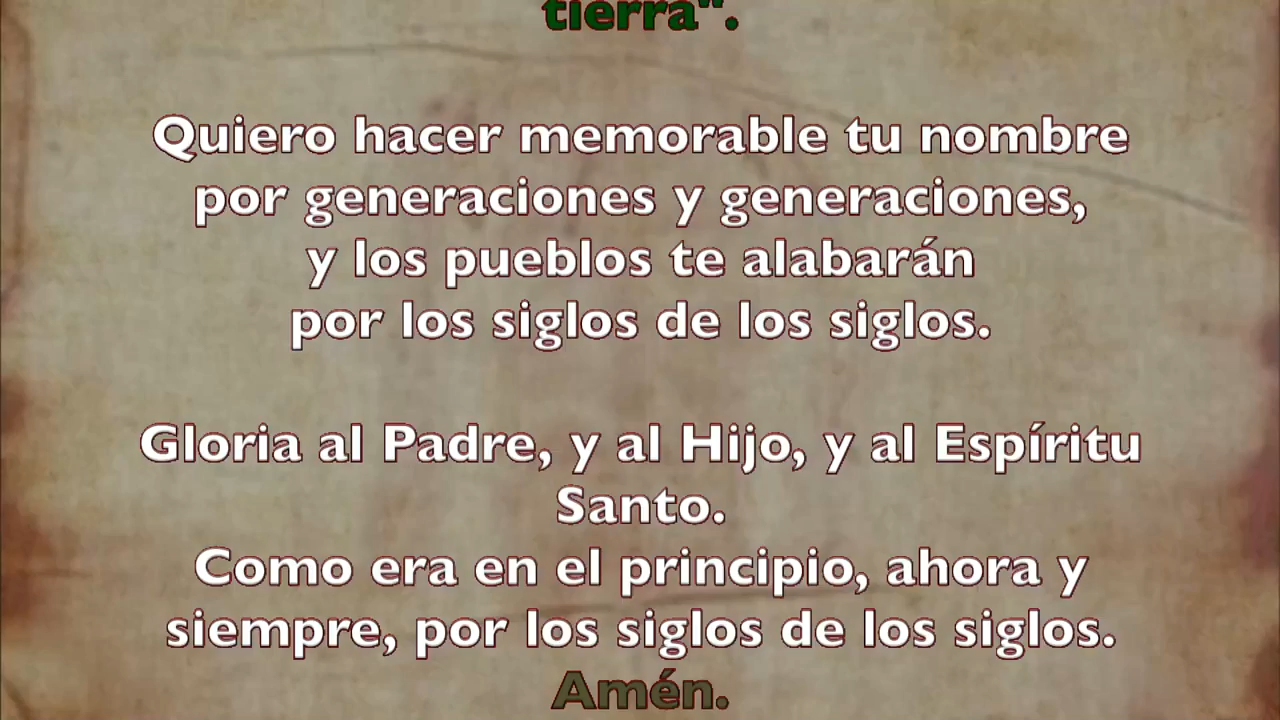 tierra".
Quiero hacer memorable tu nombre
por generaciones y generaciones,
y los pueblos te alabarán
por los siglos de los siglos.
Gloria al Padre, y al Hijo, y al Espíritu
Santo.
Como era en el principio, ahora y
siempre, por los siglos de los siglos.
Amén.